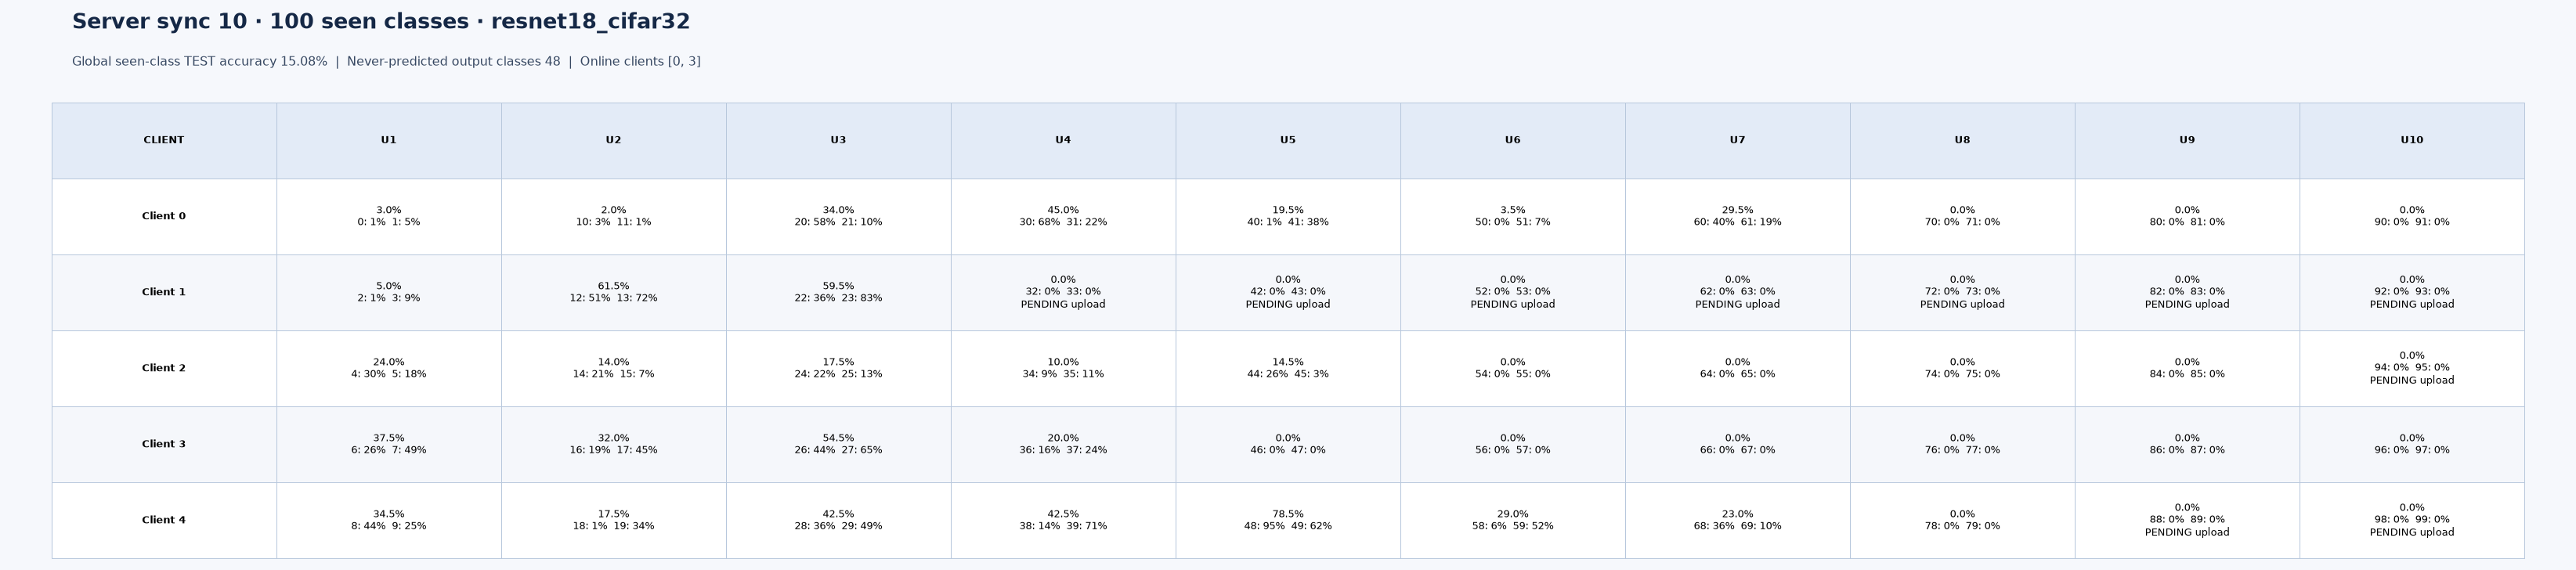 Server sync 10 · 100 seen classes · resnet18_cifar32
Global seen-class TEST accuracy 15.08% | Never-predicted output classes 48 | Online clients [0, 3]
CLIENT U1 U2 U3 U4 U5 U6 U7 U8 U9 U10
Client 0
3.0%
0: 1% 1: 5%
2.0%
10: 3% 11: 1%
34.0%
20: 58% 21: 10%
45.0%
30: 68% 31: 22%
19.5%
40: 1% 41: 38%
3.5%
50: 0% 51: 7%
29.5%
60: 40% 61: 19%
0.0%
70: 0% 71: 0%
0.0%
80: 0% 81: 0%
0.0%
90: 0% 91: 0%
Client 1
5.0%
2: 1% 3: 9%
61.5%
12: 51% 13: 72%
59.5%
22: 36% 23: 83%
0.0%
32: 0% 33: 0%
PENDING upload
0.0%
42: 0% 43: 0%
PENDING upload
0.0%
52: 0% 53: 0%
PENDING upload
0.0%
62: 0% 63: 0%
PENDING upload
0.0%
72: 0% 73: 0%
PENDING upload
0.0%
82: 0% 83: 0%
PENDING upload
0.0%
92: 0% 93: 0%
PENDING upload
Client 2
24.0%
4: 30% 5: 18%
14.0%
14: 21% 15: 7%
17.5%
24: 22% 25: 13%
10.0%
34: 9% 35: 11%
14.5%
44: 26% 45: 3%
0.0%
54: 0% 55: 0%
0.0%
64: 0% 65: 0%
0.0%
74: 0% 75: 0%
0.0%
84: 0% 85: 0%
0.0%
94: 0% 95: 0%
PENDING upload
Client 3
37.5%
6: 26% 7: 49%
32.0%
16: 19% 17: 45%
54.5%
26: 44% 27: 65%
20.0%
36: 16% 37: 24%
0.0%
46: 0% 47: 0%
0.0%
56: 0% 57: 0%
0.0%
66: 0% 67: 0%
0.0%
76: 0% 77: 0%
0.0%
86: 0% 87: 0%
0.0%
96: 0% 97: 0%
Client 4
34.5%
8: 44% 9: 25%
17.5%
18: 1% 19: 34%
42.5%
28: 36% 29: 49%
42.5%
38: 14% 39: 71%
78.5%
48: 95% 49: 62%
29.0%
58: 6% 59: 52%
23.0%
68: 36% 69: 10%
0.0%
78: 0% 79: 0%
0.0%
88: 0% 89: 0%
PENDING upload
0.0%
98: 0% 99: 0%
PENDING upload